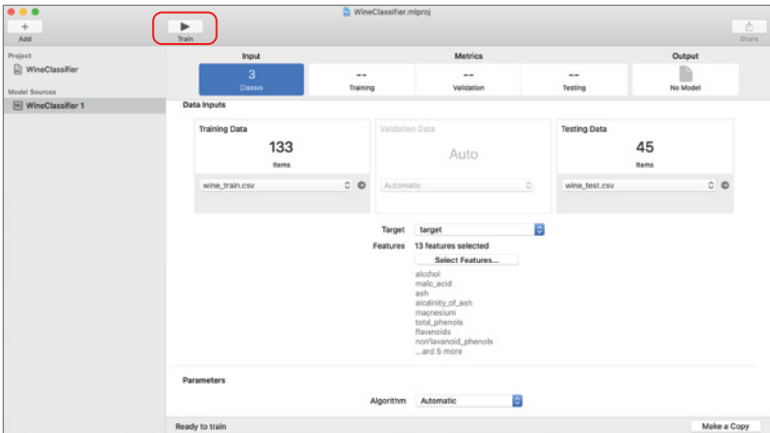 WineClassifier.mlproj
Add
Train
Share
Project
WineClassifier
Model Sources
WineClassifier 1
Input
Metrics
Output
3
Classes
--
Training
--
Validation
--
Testing
No Model
Data Inputs
Training Data
133
Items
wine_train.csv
Validation Data
Auto
Automatic
Testing Data
45
Items
wine_test.csv
Target target
Features 13 features selected
Select Features...
alcohol
malic_acid
ash
alcalinity_of_ash
magnesium
total_phenols
flavanoids
nonflavanoid_phenols
...and 5 more
Parameters
Algorithm Automatic
Ready to train
Make a Copy